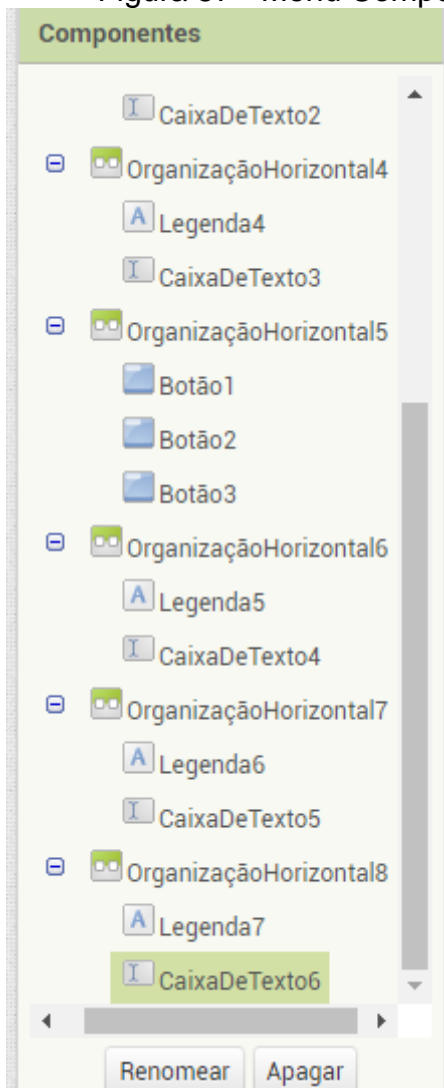 Componentes
CaixaDeTexto2
OrganizaçãoHorizontal4
Legenda4
CaixaDeTexto3
OrganizaçãoHorizontal5
Botão1
Botão2
Botão3
OrganizaçãoHorizontal6
Legenda5
CaixaDeTexto4
OrganizaçãoHorizontal7
Legenda6
CaixaDeTexto5
OrganizaçãoHorizontal8
Legenda7
CaixaDeTexto6
Renomear Apagar